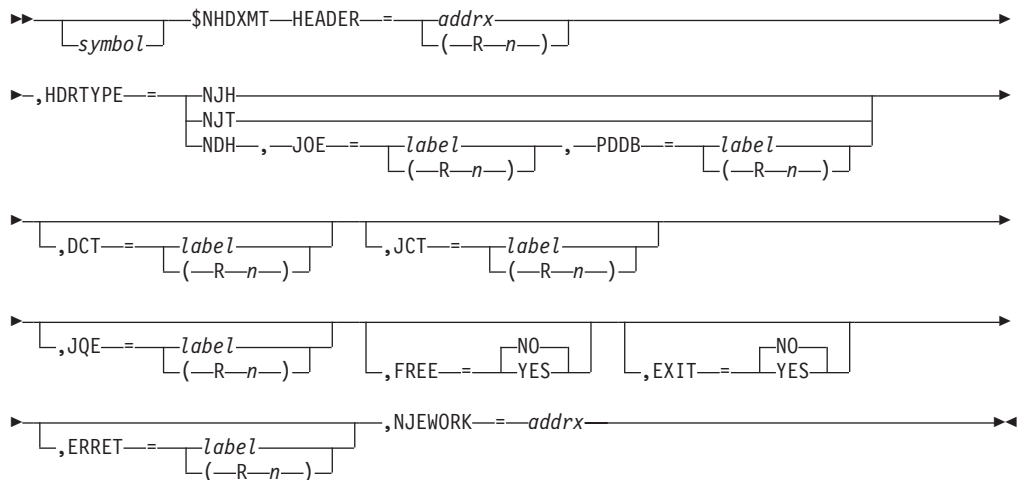 $NHDXMT HEADER = addrx
symbol ( R n )
,HDRTYPE = NJH
NJT
NDH , JOE = label , PDDB = label
( R n ) ( R n )
,DCT = label ,JCT = label
( R n ) ( R n )
NO NO
,JQE = label ,FREE = YES ,EXIT = YES
( R n )
,NJEWORK = addrx
,ERRET = label
( R n )